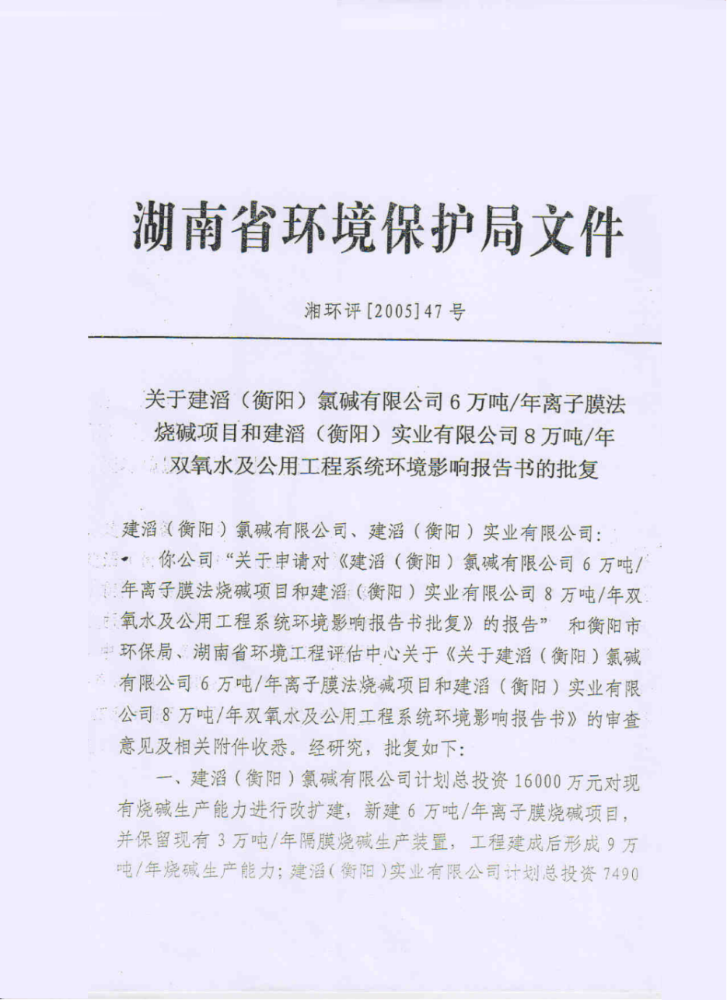 湖南省环境保护局文件
湘环评[2005]47号
关于建滔（衡阳）氯碱有限公司6万吨/年离子膜法
烧碱项目和建滔（衡阳）实业有限公司8万吨/年
双氧水及公用工程系统环境影响报告书的批复
建滔（衡阳）氯碱有限公司、建滔（衡阳）实业有限公司：
你公司“关于申请对《建滔（衡阳）氯碱有限公司6万吨/
年离子膜法烧碱项目和建滔（衡阳）实业有限公司8万吨/年双
氧水及公用工程系统环境影响报告书批复》的报告” 和衡阳市
环保局、湖南省环境工程评估中心关于《关于建滔（衡阳）氯碱
有限公司6万吨/年离子膜法烧碱项目和建滔（衡阳）实业有限
公司8万吨/年双氧水及公用工程系统环境影响报告书》的审查
意见及相关附件收悉。经研究，批复如下：
一、建滔（衡阳）氯碱有限公司计划总投资16000万元对现
有烧碱生产能力进行改扩建，新建6万吨/年离子膜烧碱项目，
并保留现有3万吨/年隔膜烧碱生产装置，工程建成后形成9万
吨/年烧碱生产能力；建滔（衡阳）实业有限公司计划总投资7490